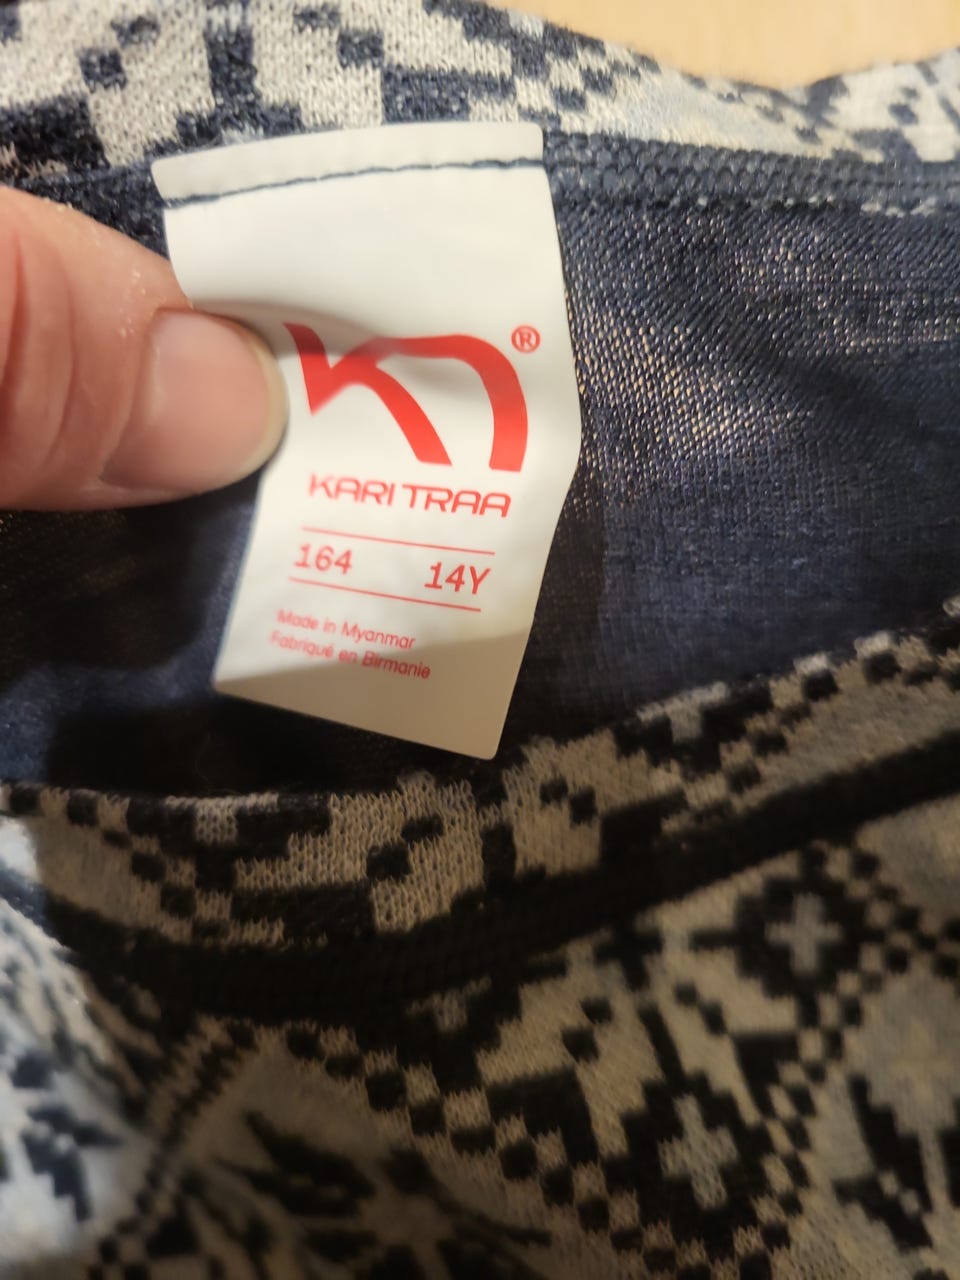 ®
KARI TRAA
164 14Y
Made in Myanmar
Fabriqué en Birmanie